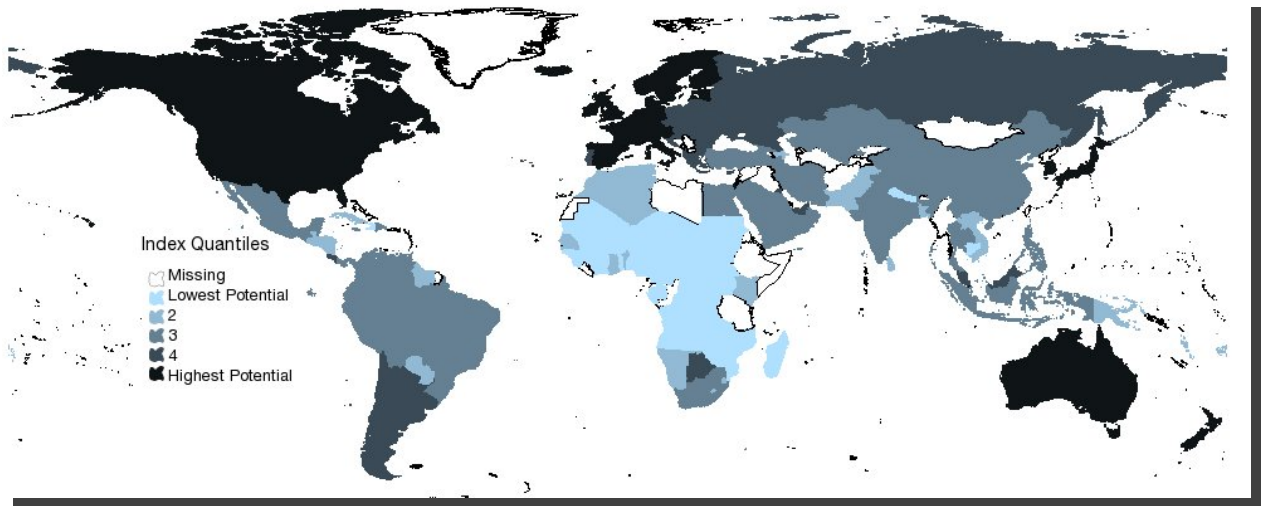 Index Quantiles
Missing
Lowest Potential
2
3
4
Highest Potential